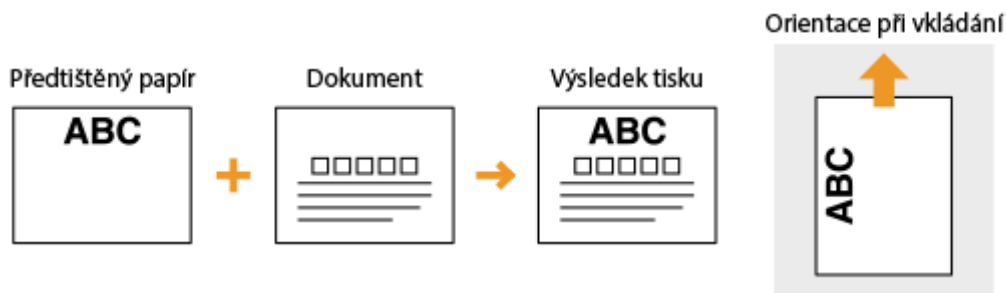 Orientace při vkládání
Předtištěný papír
Dokument
Výsledek tisku
ABC
ABC
ABC